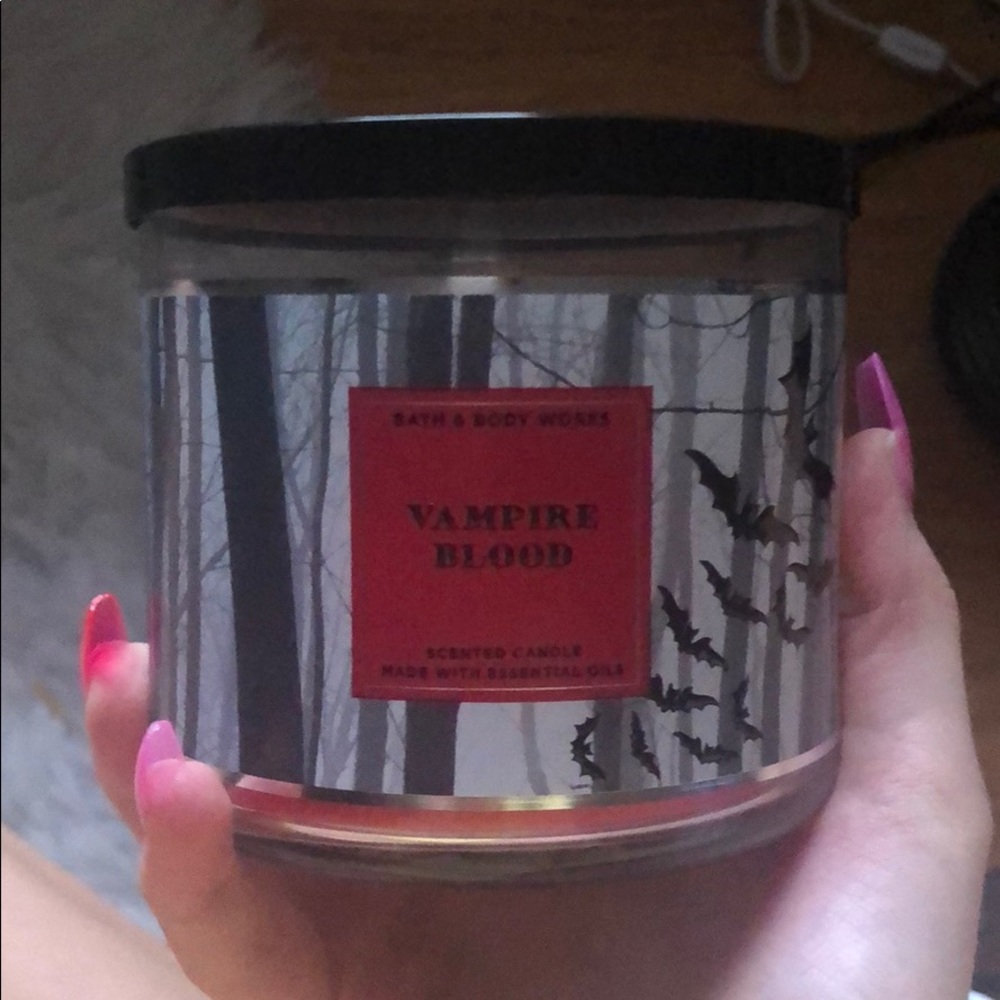 BATH & BODY WORKS
VAMPIRE
BLOOD
SCENTED CANDLE
MADE WITH ESSENTIAL OILS